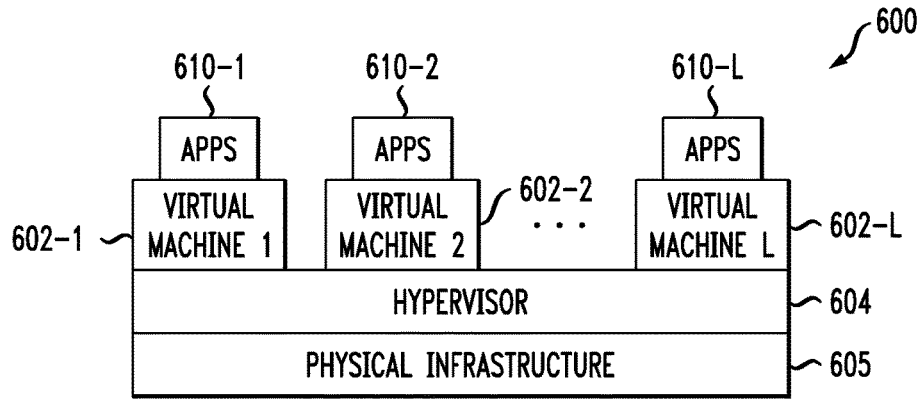 600
610-1
610-2
610-L
APPS
APPS
APPS
602-1
VIRTUAL
MACHINE 1
VIRTUAL
MACHINE 2
602-2
...
VIRTUAL
MACHINE L
602-L
HYPERVISOR
604
PHYSICAL INFRASTRUCTURE
605